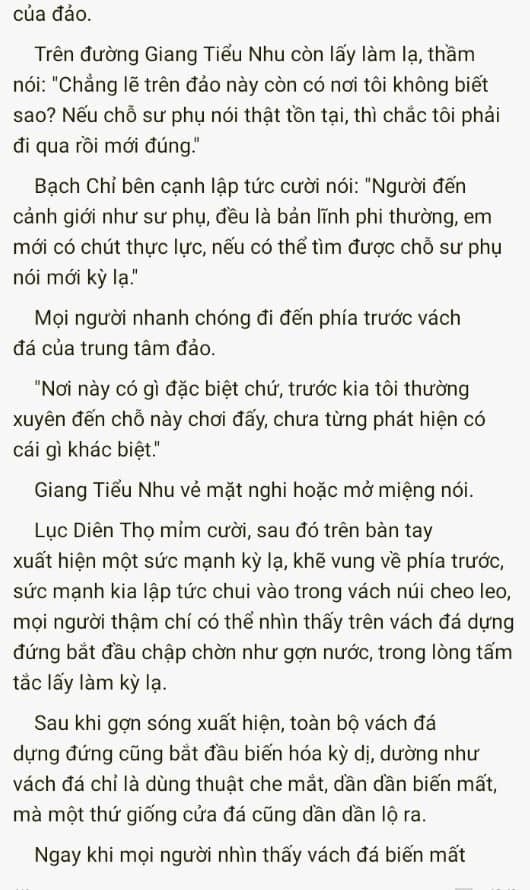 của đảo.
Trên đường Giang Tiểu Nhu còn lấy làm lạ, thầm
nói: "Chẳng lẽ trên đảo này còn có nơi tôi không biết
sao? Nếu chỗ sư phụ nói thật tồn tại, thì chắc tôi phải
đi qua rồi mới đúng."
Bạch Chỉ bên cạnh lập tức cười nói: "Người đến
cảnh giới như sư phụ, đều là bản lĩnh phi thường, em
mới có chút thực lực, nếu có thể tìm được chỗ sư phụ
nói mới kỳ lạ."
Mọi người nhanh chóng đi đến phía trước vách
đá của trung tâm đảo.
"Nơi này có gì đặc biệt chứ, trước kia tôi thường
xuyên đến chỗ này chơi đấy, chưa từng phát hiện có
cái gì khác biệt."
Giang Tiểu Nhu vẻ mặt nghi hoặc mở miệng nói.
Lục Diên Thọ mỉm cười, sau đó trên bàn tay
xuất hiện một sức mạnh kỳ lạ, khẽ vung về phía trước,
sức mạnh kia lập tức chui vào trong vách núi cheo leo,
mọi người thậm chí có thể nhìn thấy trên vách đá dựng
đứng bắt đầu chập chờn như gợn nước, trong lòng tấm
tắc lấy làm kỳ lạ.
Sau khi gợn sóng xuất hiện, toàn bộ vách đá
dựng đứng cũng bắt đầu biến hóa kỳ dị, dường như
vách đá chỉ là dùng thuật che mắt, dần dần biến mất,
mà một thứ giống cửa đá cũng dần dần lộ ra.
Ngay khi mọi người nhìn thấy vách đá biến mất